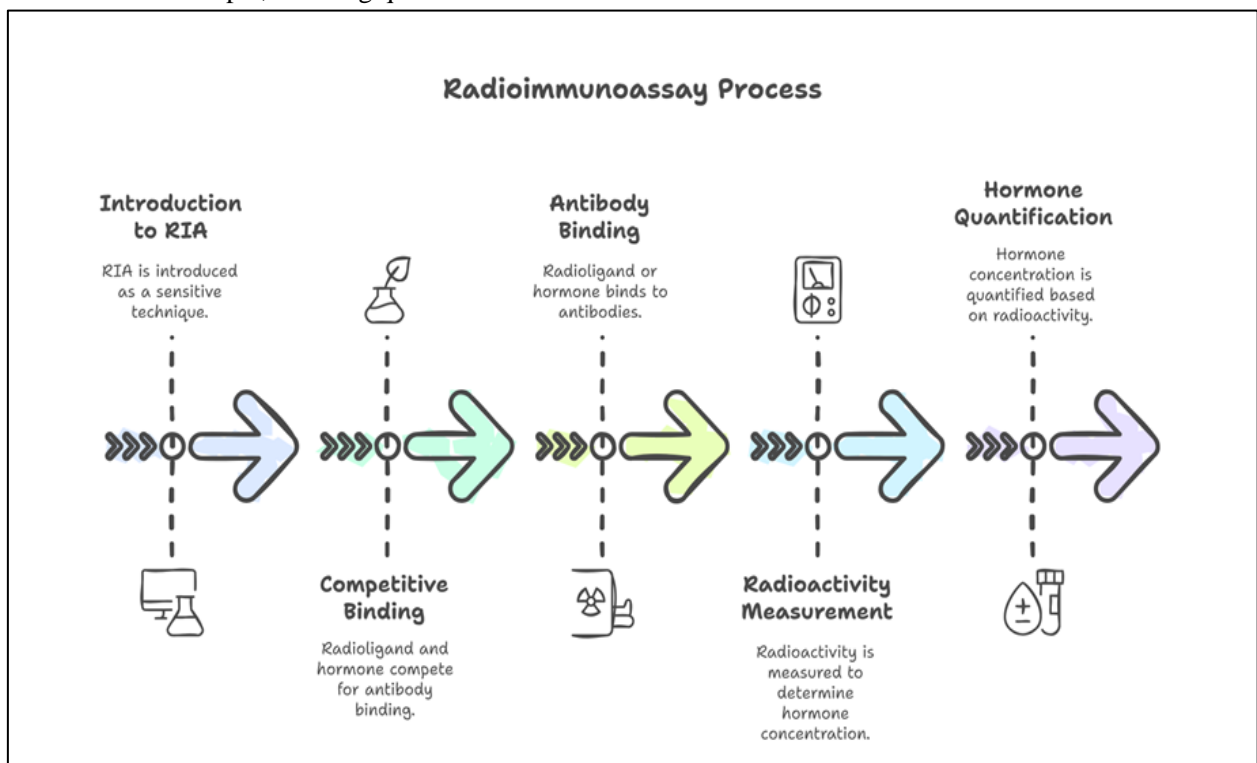 Radioimmunoassay Process
Introduction
to RIA
RIA is introduced
as a sensitive
technique.
Competitive
Binding
Radioligand and
hormone compete
for antibody
binding.
Antibody
Binding
Radioligand or
hormone binds to
antibodies.
Radioactivity
Measurement
Radioactivity is
measured to
determine
hormone
concentration.
Hormone
Quantification
Hormone
concentration is
quantified based
on radioactivity.